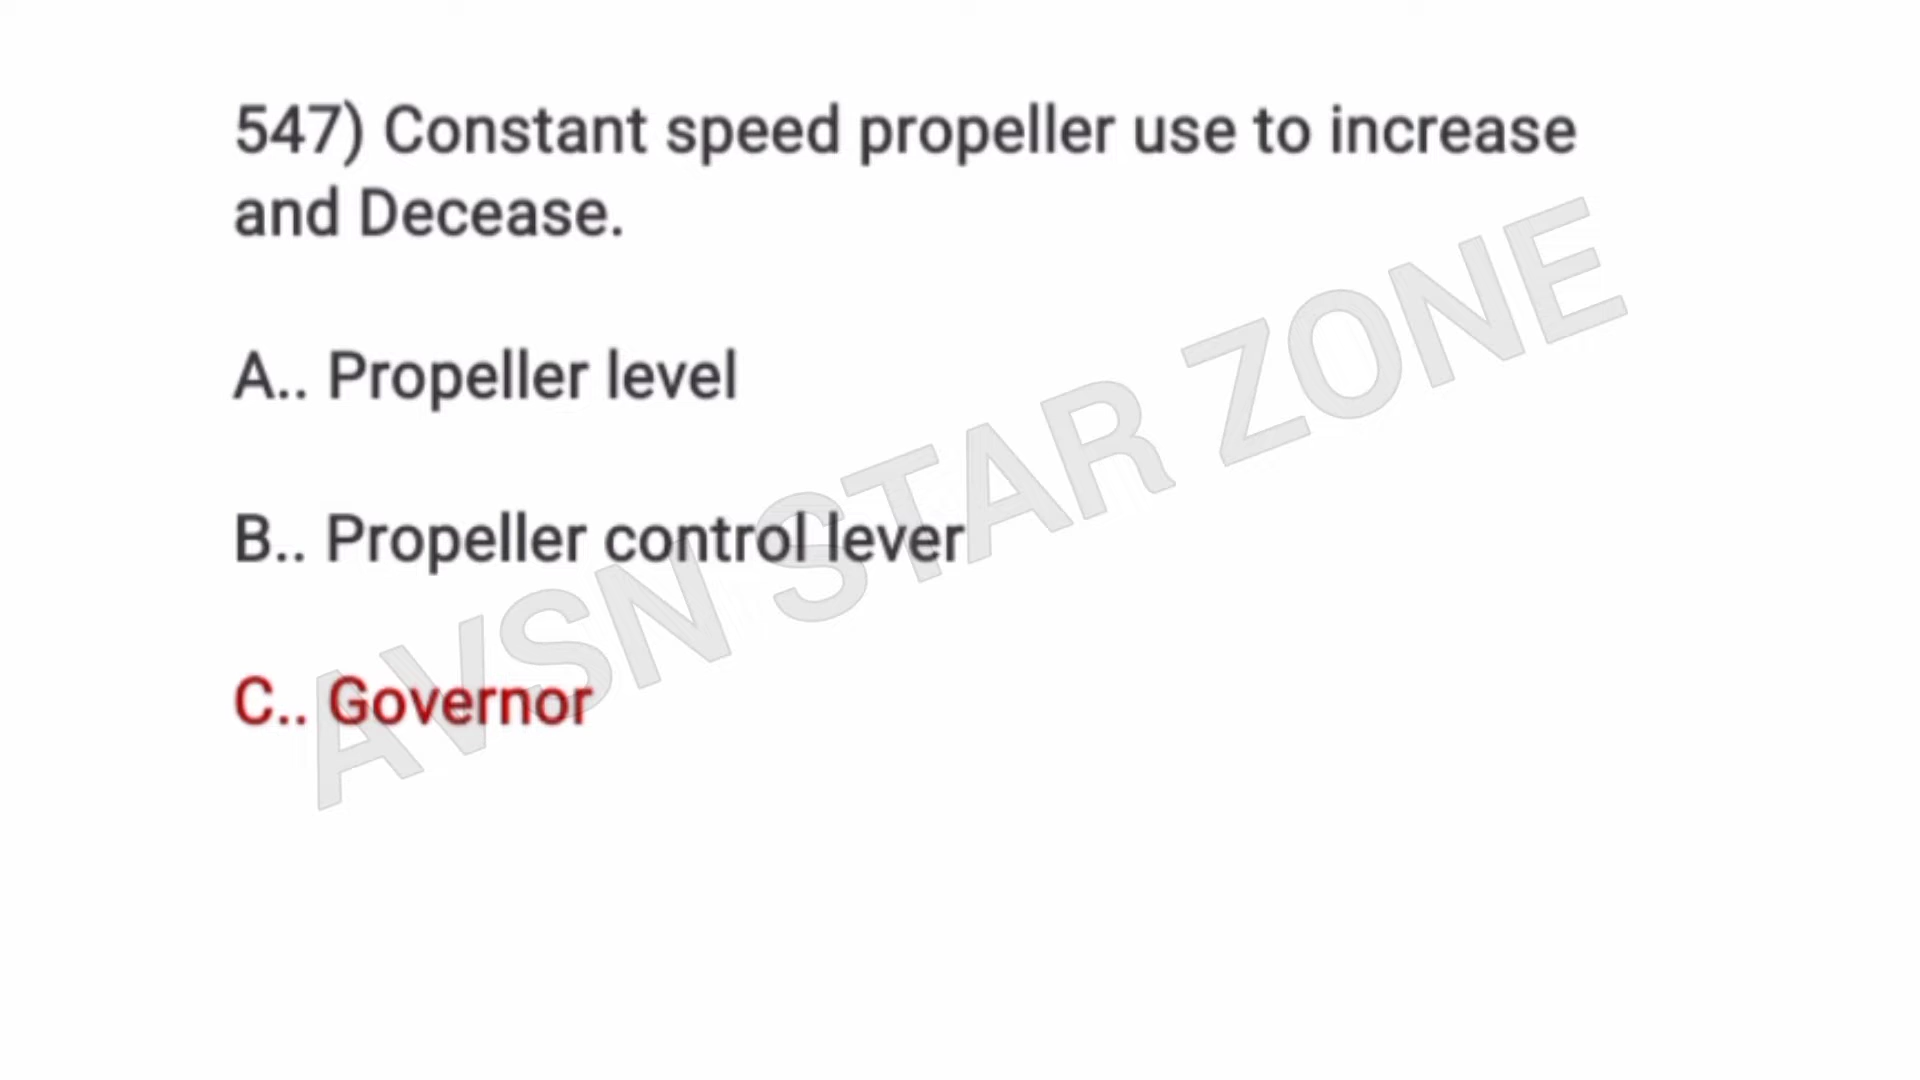 547) Constant speed propeller use to increase
and Decease.
A.. Propeller level
B.. Propeller control lever
C.. Governor
AVSN STAR ZONE